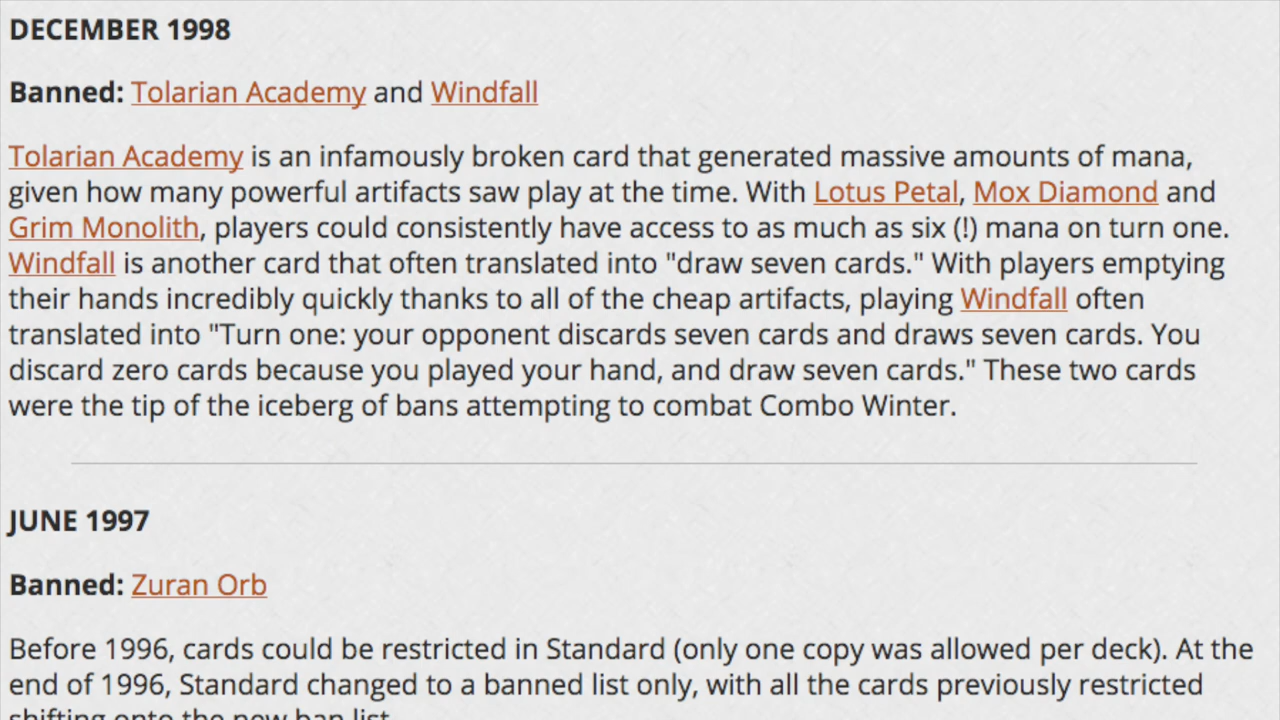 DECEMBER 1998
Banned: Tolarian Academy and Windfall
Tolarian Academy is an infamously broken card that generated massive amounts of mana,
given how many powerful artifacts saw play at the time. With Lotus Petal, Mox Diamond and
Grim Monolith, players could consistently have access to as much as six (!) mana on turn one.
Windfall is another card that often translated into "draw seven cards." With players emptying
their hands incredibly quickly thanks to all of the cheap artifacts, playing Windfall often
translated into "Turn one: your opponent discards seven cards and draws seven cards. You
discard zero cards because you played your hand, and draw seven cards." These two cards
were the tip of the iceberg of bans attempting to combat Combo Winter.
JUNE 1997
Banned: Zuran Orb
Before 1996, cards could be restricted in Standard (only one copy was allowed per deck). At the
end of 1996, Standard changed to a banned list only, with all the cards previously restricted
shifting onto the new ban list.